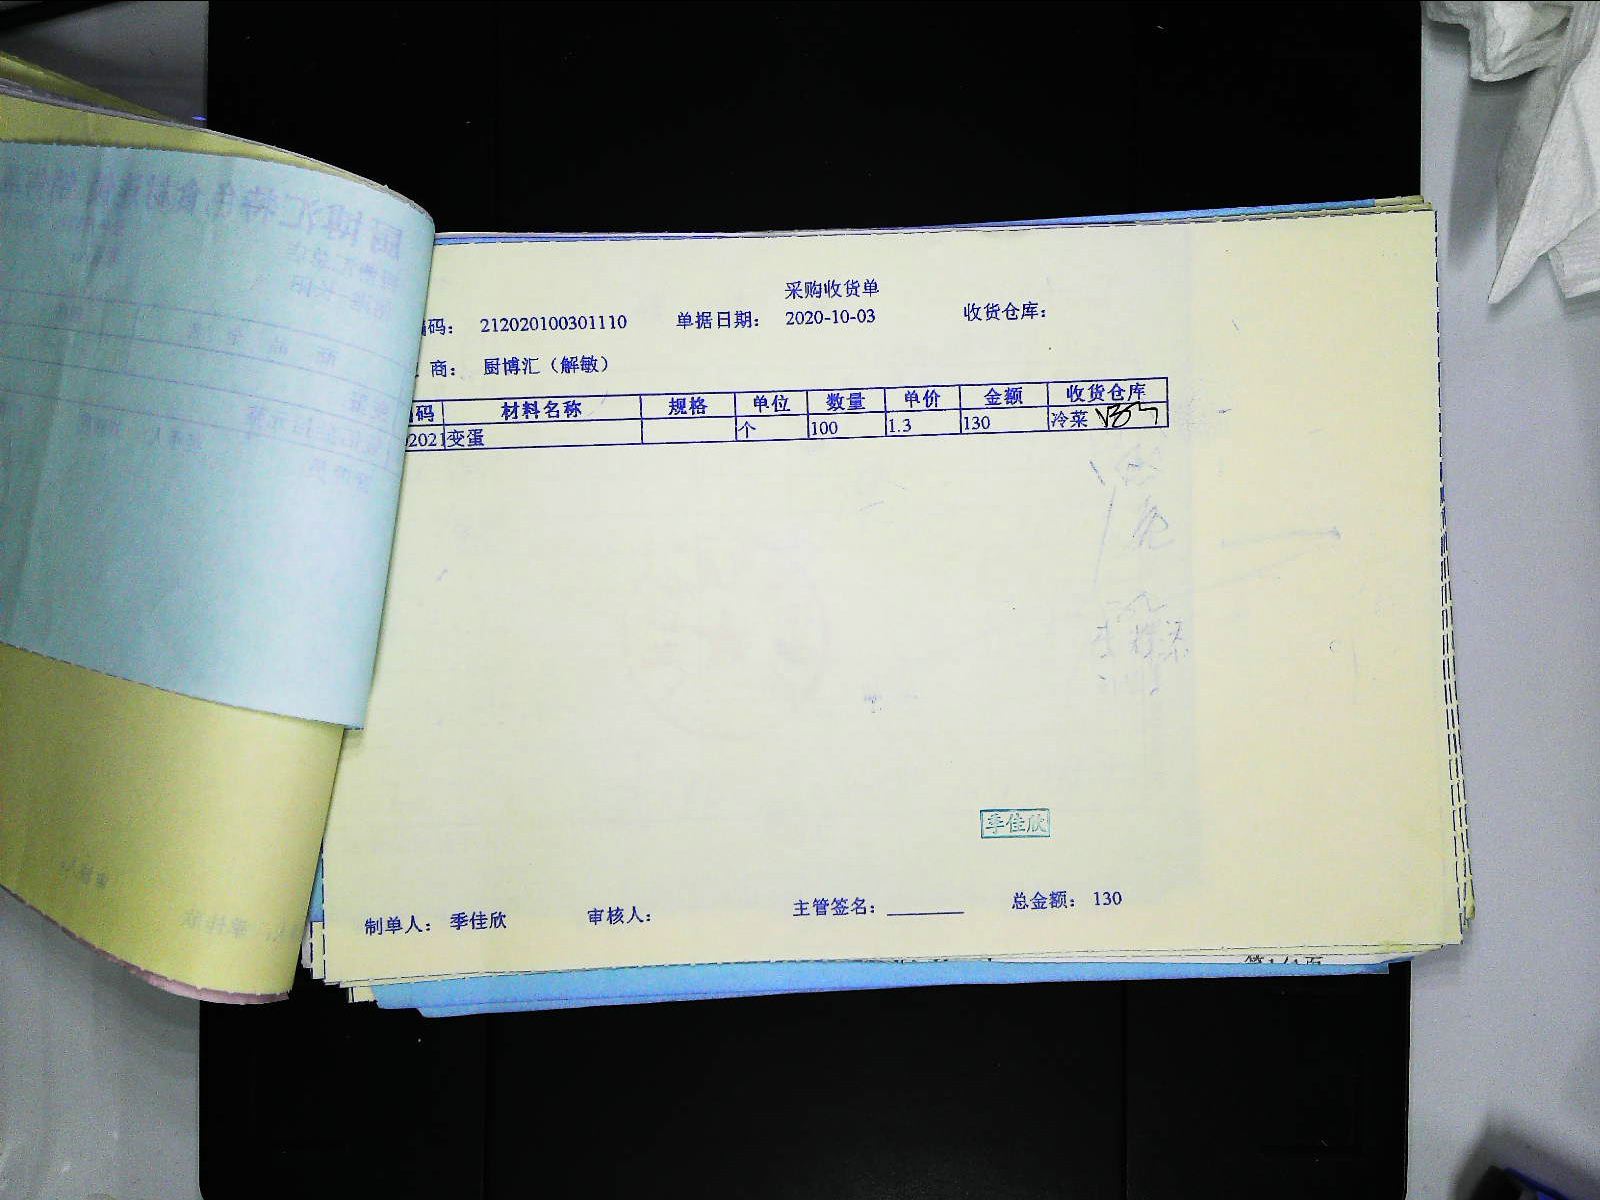 采购收货单
码： 212020100301110 单据日期： 2020-10-03 收货仓库：
商： 厨博汇（解敏）
码 材料名称 规格 单位 数量 单价 金额 收货仓库
2021 变蛋 个 100 1.3 130 冷菜
季佳欣
制单人： 季佳欣 审核人： 主管签名：________ 总金额： 130